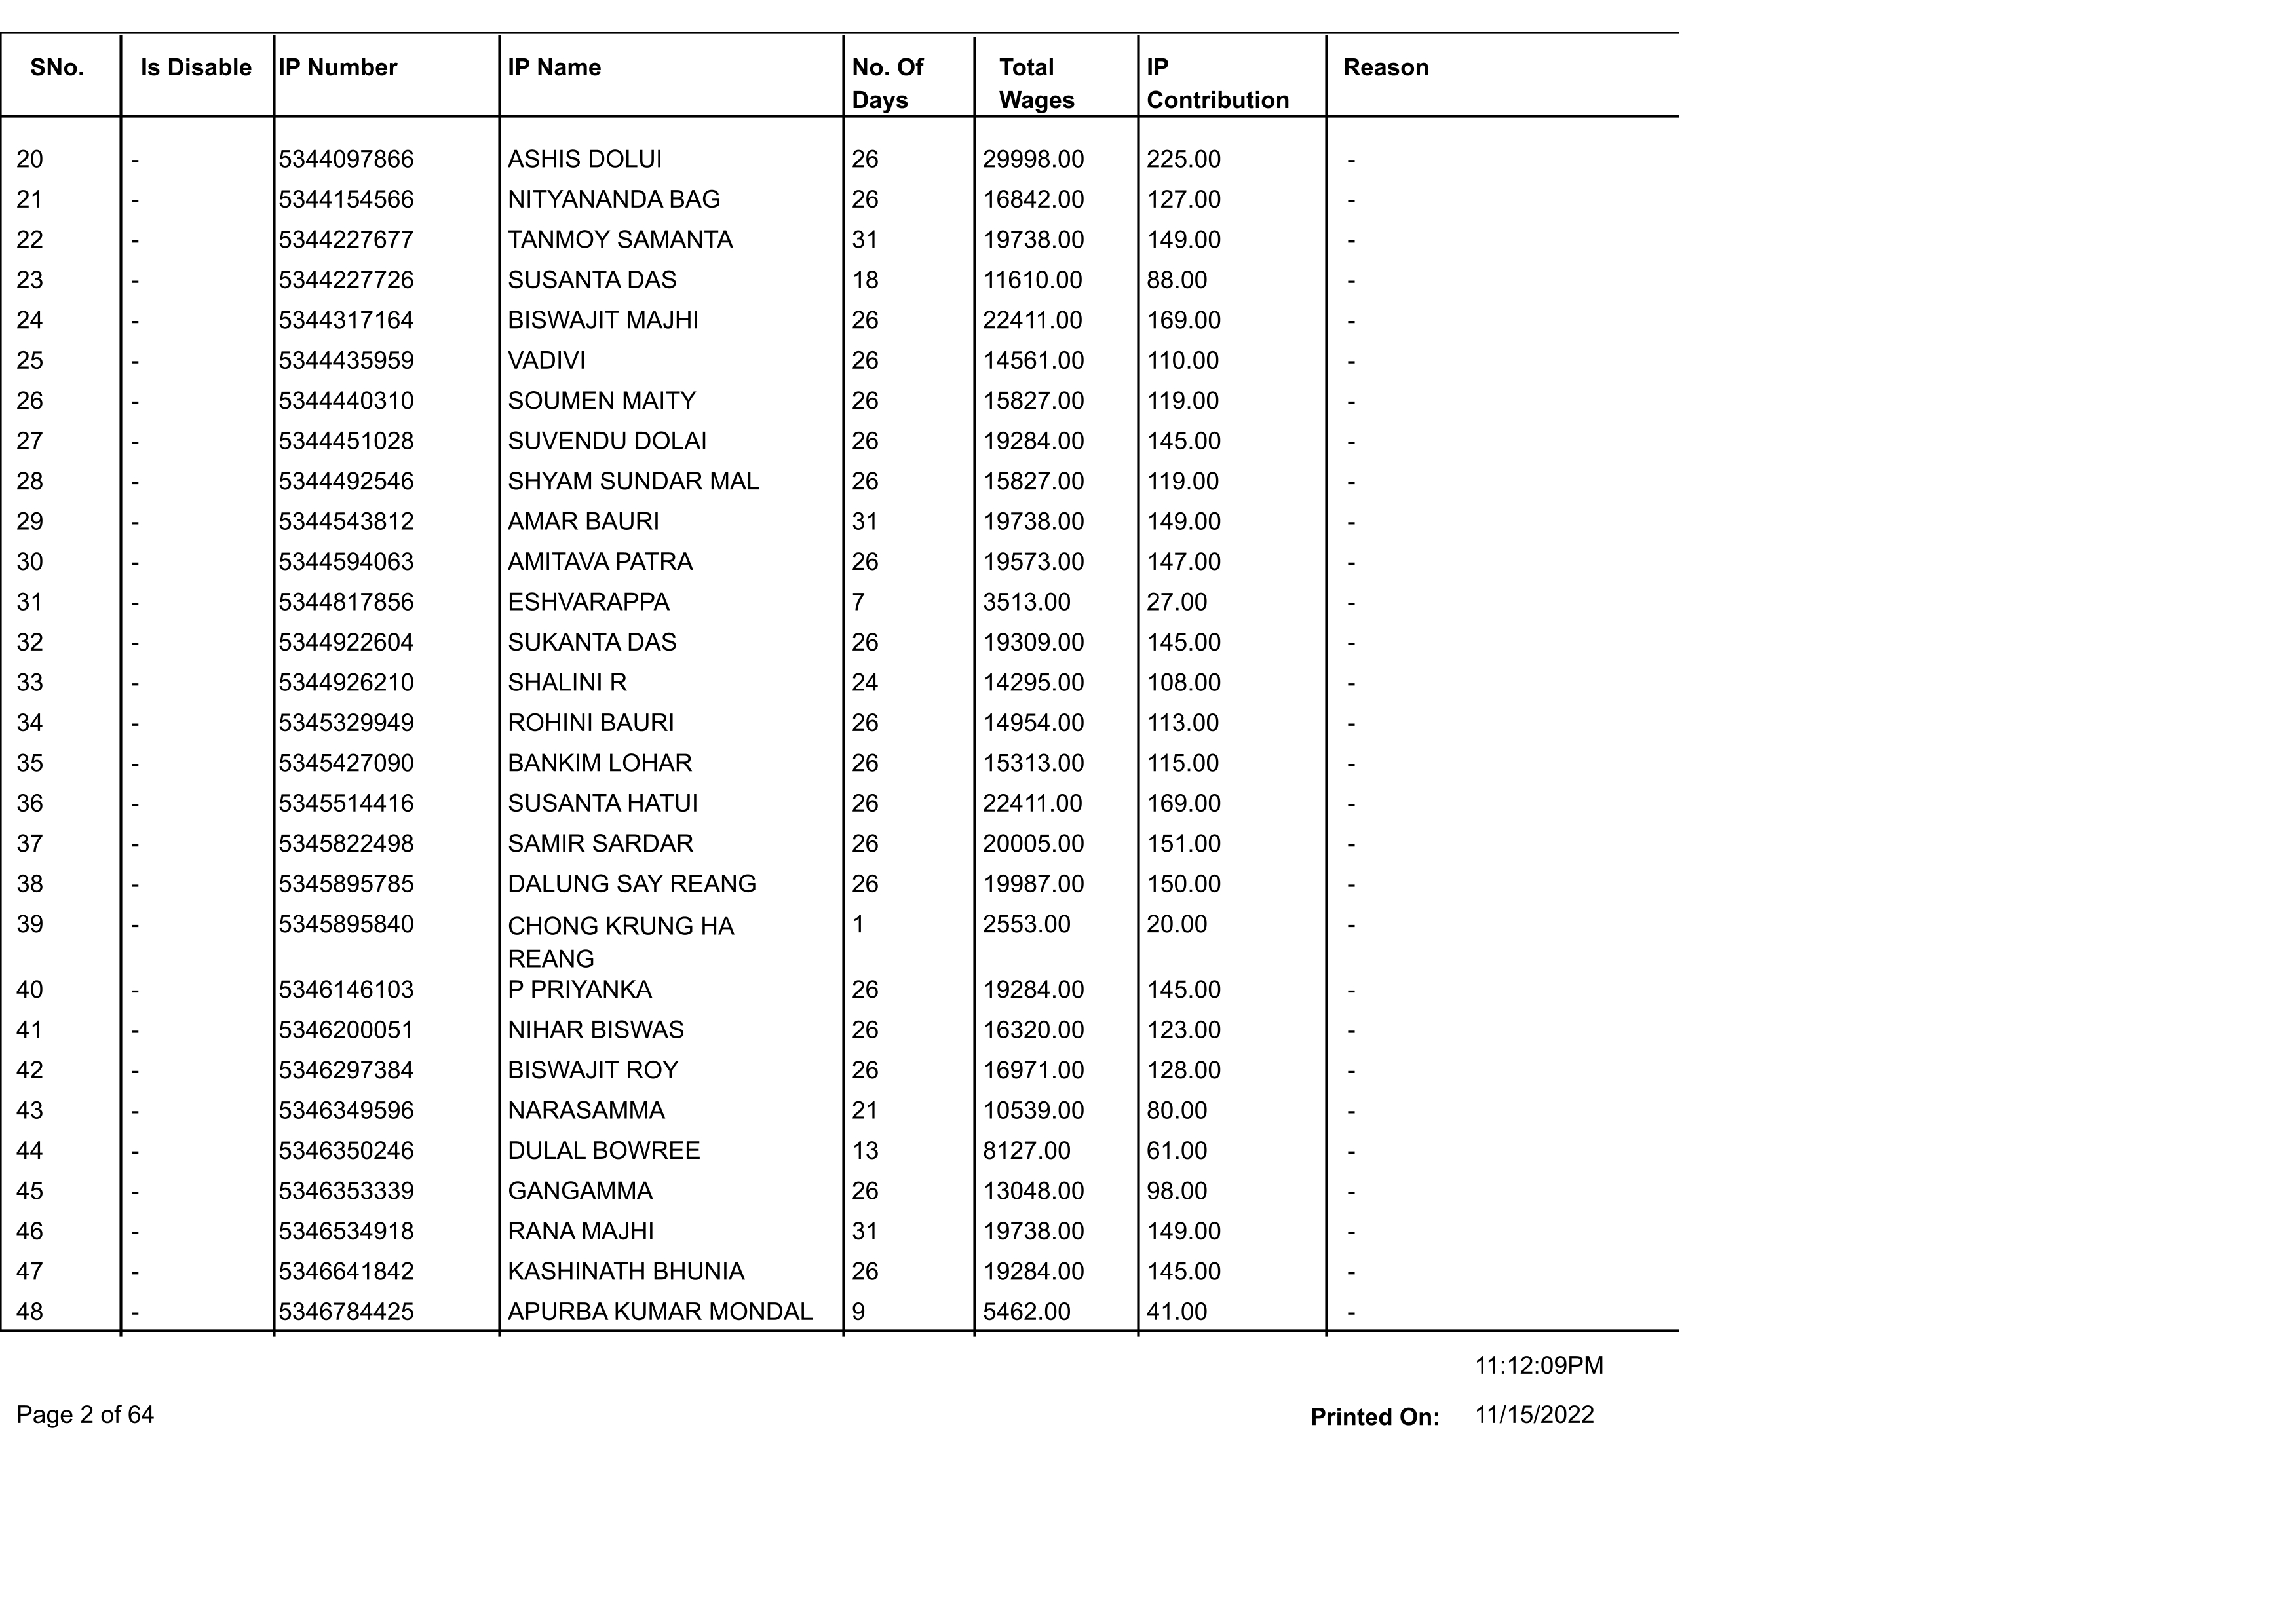 SNo. Is Disable IP Number IP Name No. Of Total IP Reason
Days Wages Contribution
20 - 5344097866 ASHIS DOLUI 26 29998.00 225.00 -
21 - 5344154566 NITYANANDA BAG 26 16842.00 127.00 -
22 - 5344227677 TANMOY SAMANTA 31 19738.00 149.00 -
23 - 5344227726 SUSANTA DAS 18 11610.00 88.00 -
24 - 5344317164 BISWAJIT MAJHI 26 22411.00 169.00 -
25 - 5344435959 VADIVI 26 14561.00 110.00 -
26 - 5344440310 SOUMEN MAITY 26 15827.00 119.00 -
27 - 5344451028 SUVENDU DOLAI 26 19284.00 145.00 -
28 - 5344492546 SHYAM SUNDAR MAL 26 15827.00 119.00 -
29 - 5344543812 AMAR BAURI 31 19738.00 149.00 -
30 - 5344594063 AMITAVA PATRA 26 19573.00 147.00 -
31 - 5344817856 ESHVARAPPA 7 3513.00 27.00 -
32 - 5344922604 SUKANTA DAS 26 19309.00 145.00 -
33 - 5344926210 SHALINI R 24 14295.00 108.00 -
34 - 5345329949 ROHINI BAURI 26 14954.00 113.00 -
35 - 5345427090 BANKIM LOHAR 26 15313.00 115.00 -
36 - 5345514416 SUSANTA HATUI 26 22411.00 169.00 -
37 - 5345822498 SAMIR SARDAR 26 20005.00 151.00 -
38 - 5345895785 DALUNG SAY REANG 26 19987.00 150.00 -
39 - 5345895840 CHONG KRUNG HA 1 2553.00 20.00 -
REANG
40 - 5346146103 P PRIYANKA 26 19284.00 145.00 -
41 - 5346200051 NIHAR BISWAS 26 16320.00 123.00 -
42 - 5346297384 BISWAJIT ROY 26 16971.00 128.00 -
43 - 5346349596 NARASAMMA 21 10539.00 80.00 -
44 - 5346350246 DULAL BOWREE 13 8127.00 61.00 -
45 - 5346353339 GANGAMMA 26 13048.00 98.00 -
46 - 5346534918 RANA MAJHI 31 19738.00 149.00 -
47 - 5346641842 KASHINATH BHUNIA 26 19284.00 145.00 -
48 - 5346784425 APURBA KUMAR MONDAL 9 5462.00 41.00 -
11:12:09PM
Page 2 of 64 Printed On: 11/15/2022